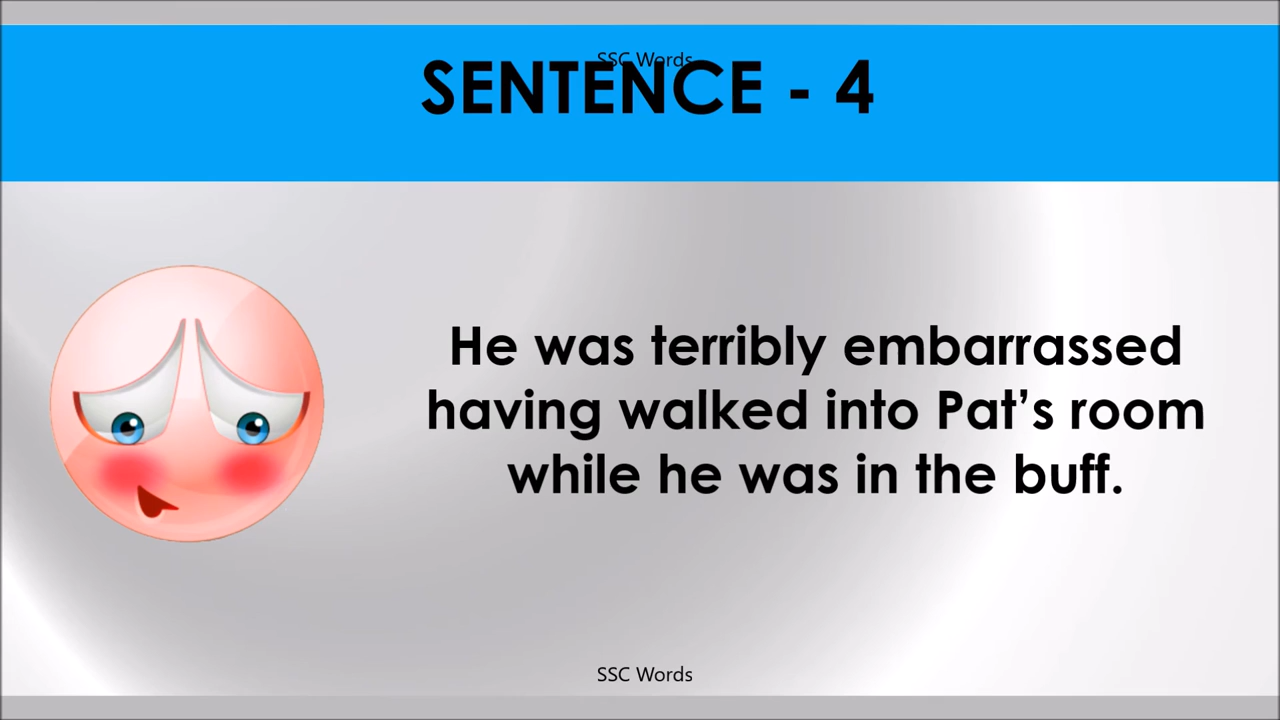 SSC Words
SENTENCE - 4
He was terribly embarrassed
having walked into Pat’s room
while he was in the buff.
SSC Words